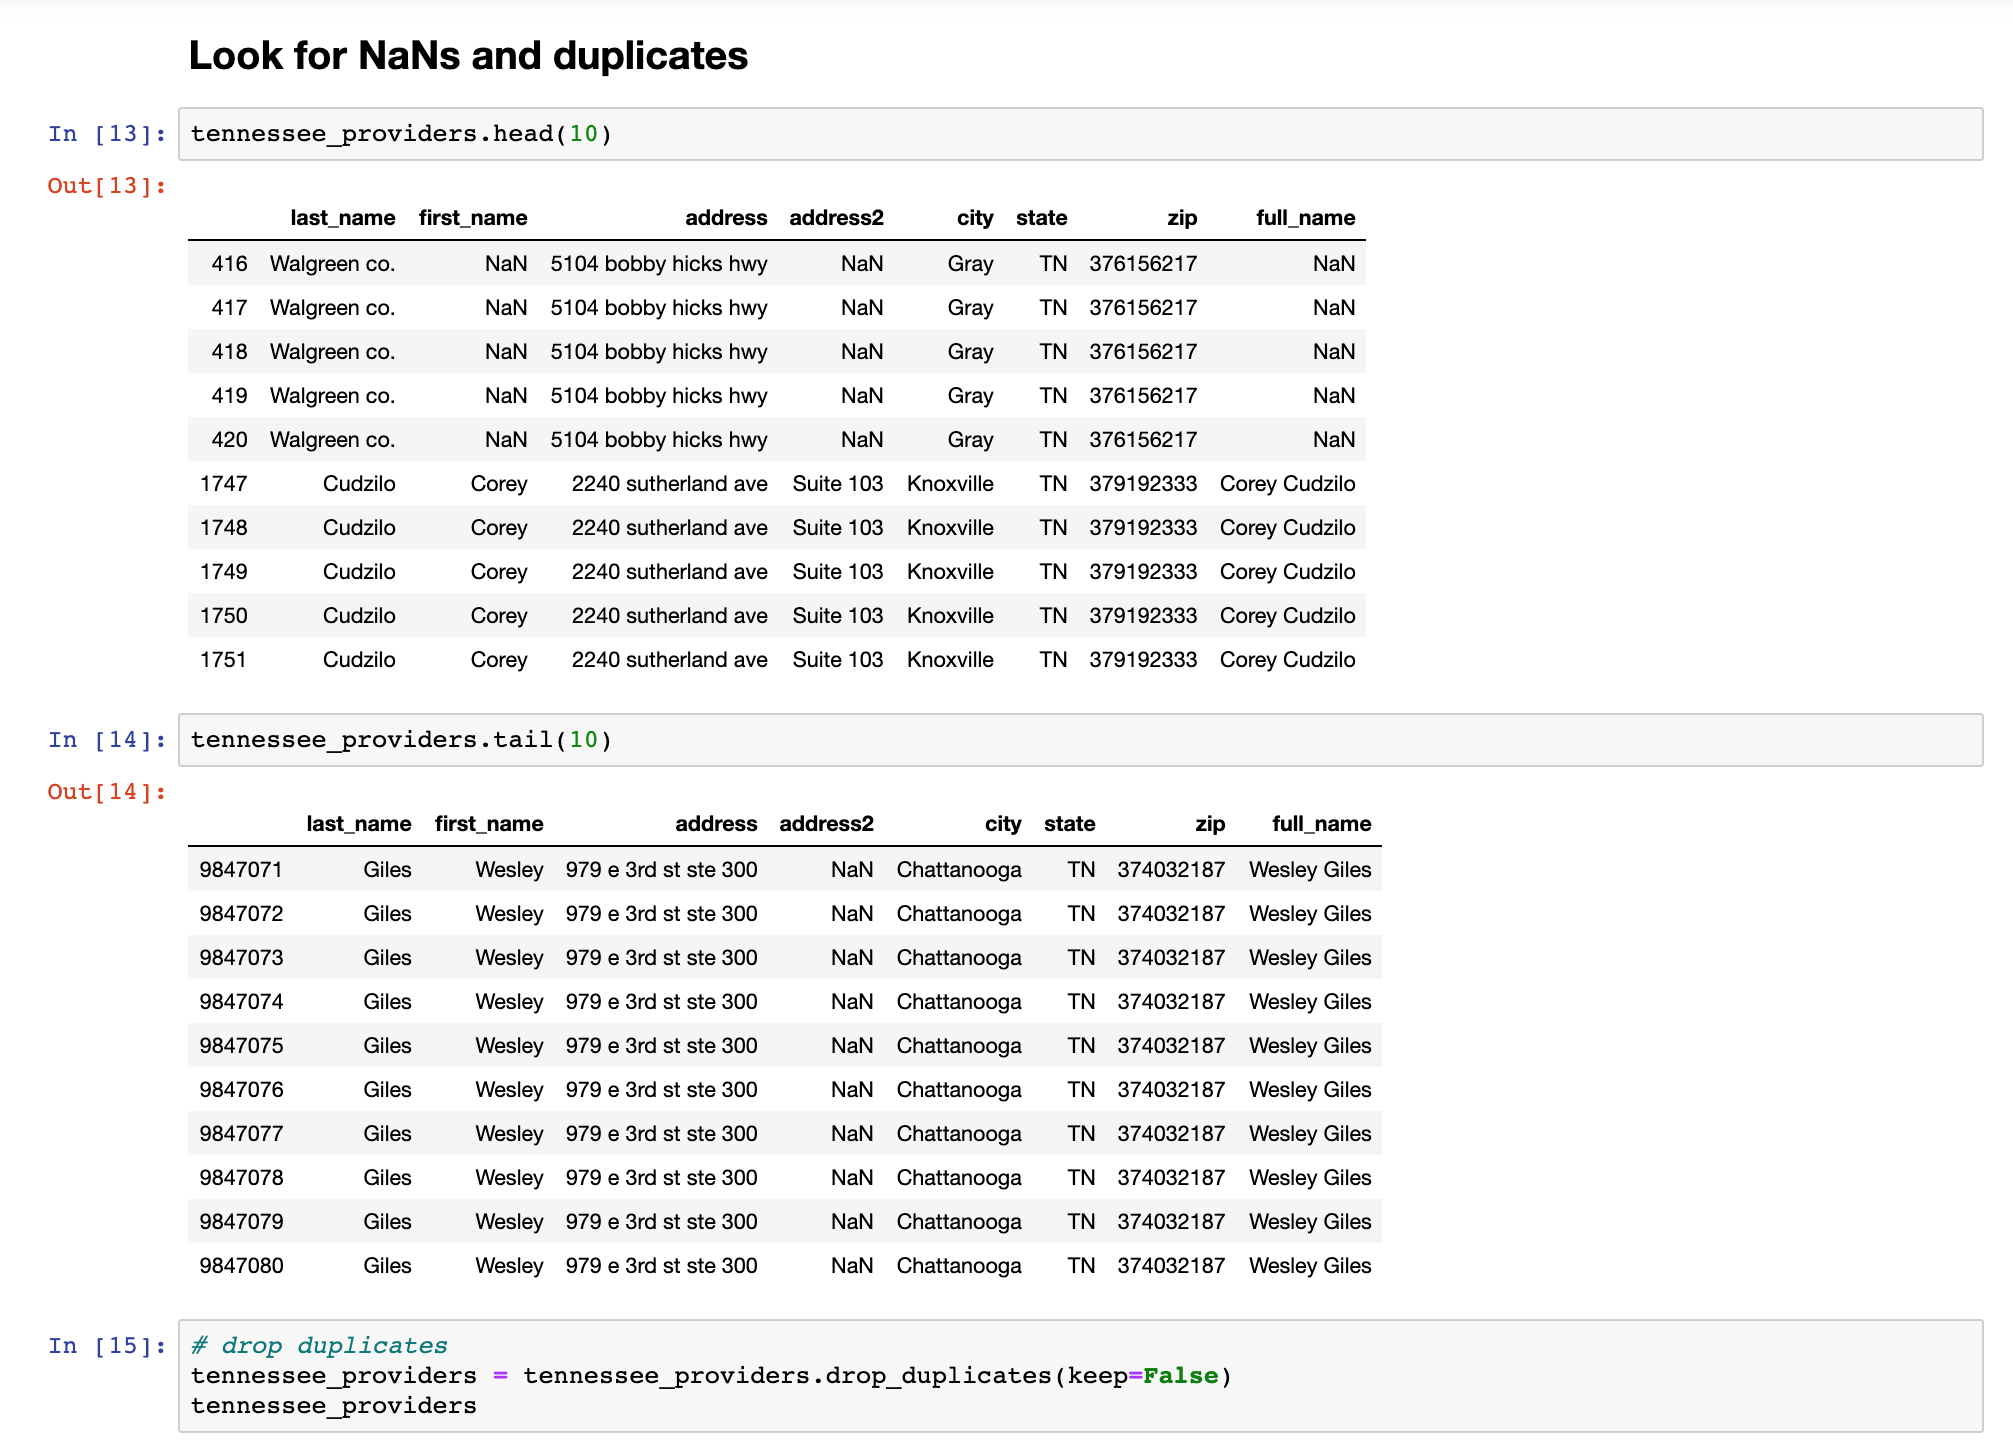 Look for NaNs and duplicates
In [13]: tennessee_providers.head(10)
Out[13]:
last_name first_name address address2 city state zip full_name
416 Walgreen co. NaN 5104 bobby hicks hwy NaN Gray TN 376156217 NaN
417 Walgreen co. NaN 5104 bobby hicks hwy NaN Gray TN 376156217 NaN
418 Walgreen co. NaN 5104 bobby hicks hwy NaN Gray TN 376156217 NaN
419 Walgreen co. NaN 5104 bobby hicks hwy NaN Gray TN 376156217 NaN
420 Walgreen co. NaN 5104 bobby hicks hwy NaN Gray TN 376156217 NaN
1747 Cudzilo Corey 2240 sutherland ave Suite 103 Knoxville TN 379192333 Corey Cudzilo
1748 Cudzilo Corey 2240 sutherland ave Suite 103 Knoxville TN 379192333 Corey Cudzilo
1749 Cudzilo Corey 2240 sutherland ave Suite 103 Knoxville TN 379192333 Corey Cudzilo
1750 Cudzilo Corey 2240 sutherland ave Suite 103 Knoxville TN 379192333 Corey Cudzilo
1751 Cudzilo Corey 2240 sutherland ave Suite 103 Knoxville TN 379192333 Corey Cudzilo
In [14]: tennessee_providers.tail(10)
Out[14]:
last_name first_name address address2 city state zip full_name
9847071 Giles Wesley 979 e 3rd st ste 300 NaN Chattanooga TN 374032187 Wesley Giles
9847072 Giles Wesley 979 e 3rd st ste 300 NaN Chattanooga TN 374032187 Wesley Giles
9847073 Giles Wesley 979 e 3rd st ste 300 NaN Chattanooga TN 374032187 Wesley Giles
9847074 Giles Wesley 979 e 3rd st ste 300 NaN Chattanooga TN 374032187 Wesley Giles
9847075 Giles Wesley 979 e 3rd st ste 300 NaN Chattanooga TN 374032187 Wesley Giles
9847076 Giles Wesley 979 e 3rd st ste 300 NaN Chattanooga TN 374032187 Wesley Giles
9847077 Giles Wesley 979 e 3rd st ste 300 NaN Chattanooga TN 374032187 Wesley Giles
9847078 Giles Wesley 979 e 3rd st ste 300 NaN Chattanooga TN 374032187 Wesley Giles
9847079 Giles Wesley 979 e 3rd st ste 300 NaN Chattanooga TN 374032187 Wesley Giles
9847080 Giles Wesley 979 e 3rd st ste 300 NaN Chattanooga TN 374032187 Wesley Giles
In [15]: # drop duplicates
tennessee_providers = tennessee_providers.drop_duplicates(keep=False)
tennessee_providers